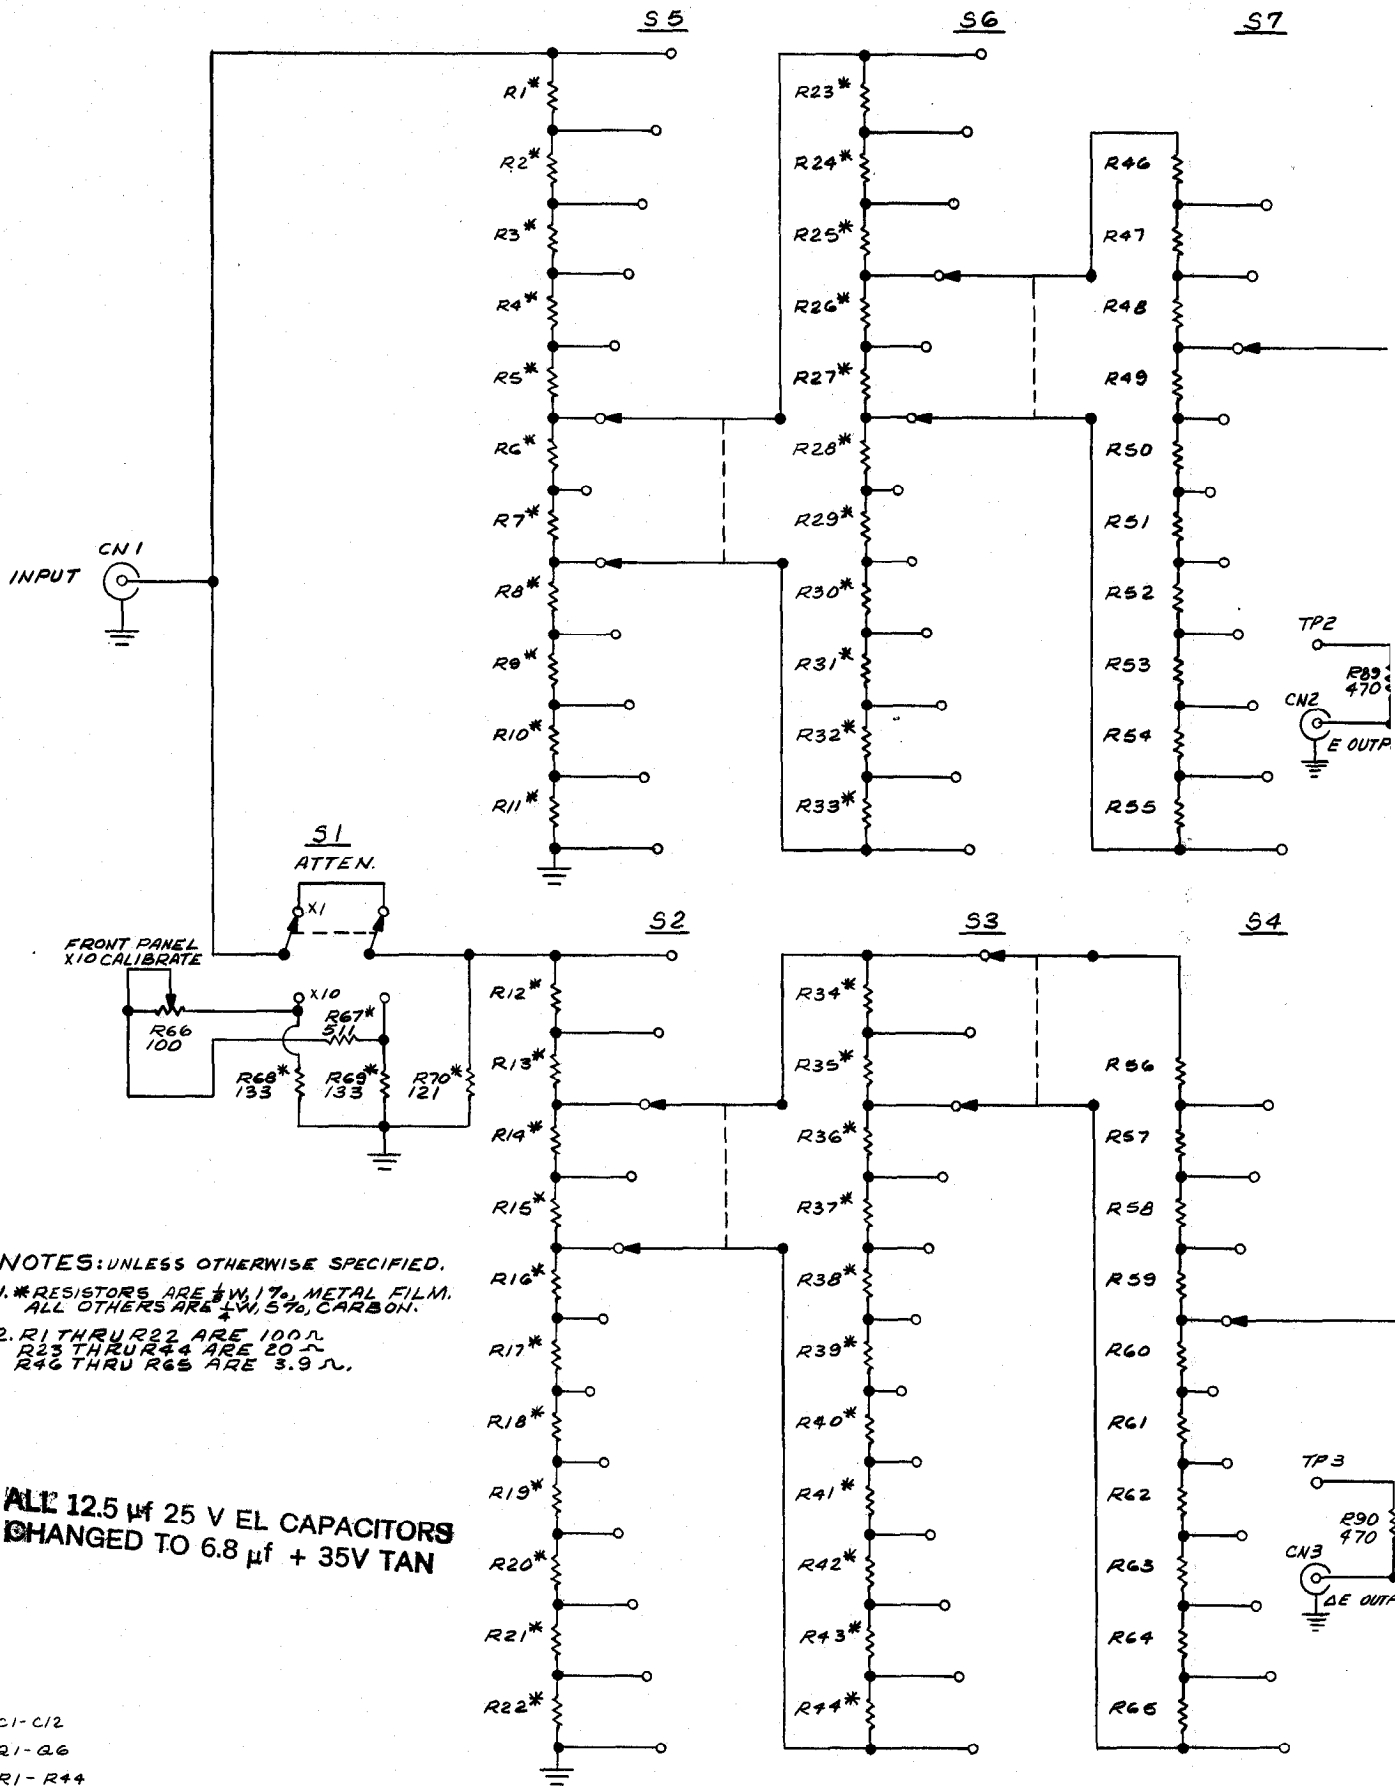 S5
S6
S7
R1*
R2*
R3*
R4*
R5*
R6*
R7*
R8*
R9*
R10*
R11*
R23*
R24*
R25*
R26*
R27*
R28*
R29*
R30*
R31*
R32*
R33*
R46
R47
R48
R49
R50
R51
R52
R53
R54
R55
CN1
INPUT
TP2
R89
470
CN2
E OUTP
S1
ATTEN.
X1
FRONT PANEL
X10 CALIBRATE
X10
R66
100
R67*
511
R68*
133
R69*
133
R70*
121
S2
S3
S4
R12*
R13*
R14*
R15*
R16*
R17*
R18*
R19*
R20*
R21*
R22*
R34*
R35*
R36*
R37*
R38*
R39*
R40*
R41*
R42*
R43*
R44*
R56
R57
R58
R59
R60
R61
R62
R63
R64
R65
NOTES: UNLESS OTHERWISE SPECIFIED.
1. * RESISTORS ARE 1/8 W, 1%, METAL FILM.
ALL OTHERS ARE 1/4 W, 5%, CARBON.
2. R1 THRU R22 ARE 100 Ω
R23 THRU R44 ARE 20 Ω
R46 THRU R65 ARE 3.9 Ω.
ALL 12.5 µf 25 V EL CAPACITORS
CHANGED TO 6.8 µf + 35V TAN
TP3
R90
470
CN3
ΔE OUTP
C1-C12
Q1-Q6
R1-R44